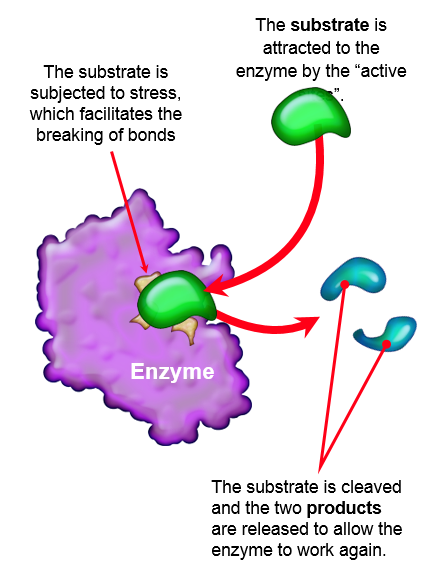 The substrate is
attracted to the
enzyme by the “active
”.
The substrate is
subjected to stress,
which facilitates the
breaking of bonds
Enzyme
The substrate is cleaved
and the two products
are released to allow the
enzyme to work again.